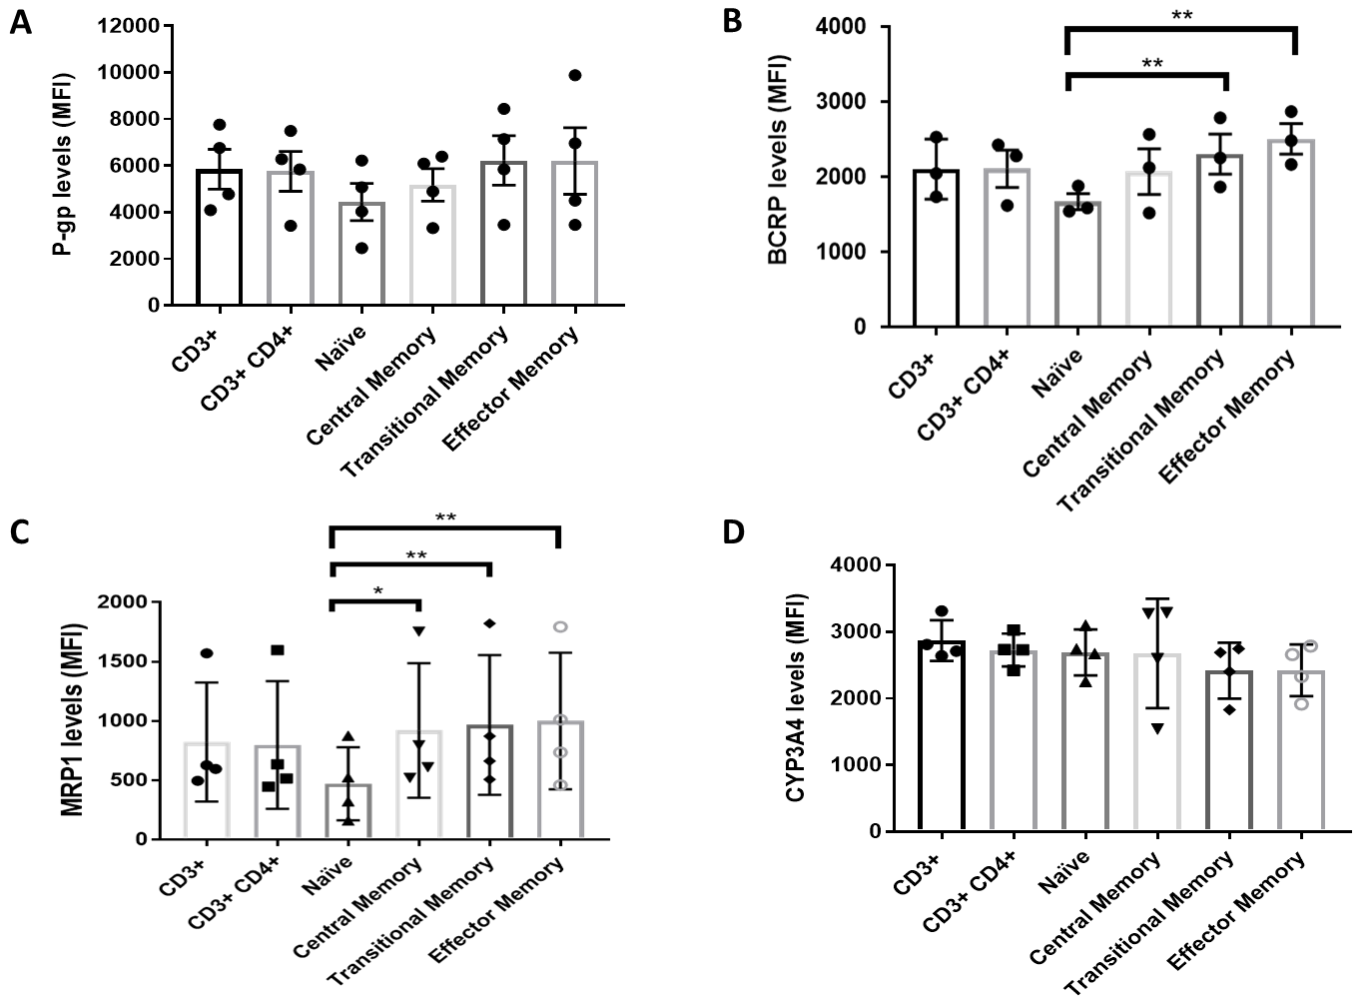 A
P-gp levels (MFI)
12000
10000
8000
6000
4000
2000
0
CD3+
CD3+ CD4+
Naïve
Central Memory
Transitional Memory
Effector Memory
B
BCRP levels (MFI)
4000
3000
2000
1000
0
**
**
CD3+
CD3+ CD4+
Naïve
Central Memory
Transitional Memory
Effector Memory
C
MRP1 levels (MFI)
2000
1500
1000
500
0
**
**
*
CD3+
CD3+ CD4+
Naïve
Central Memory
Transitional Memory
Effector Memory
D
CYP3A4 levels (MFI)
4000
3000
2000
1000
0
CD3+
CD3+ CD4+
Naïve
Central Memory
Transitional Memory
Effector Memory